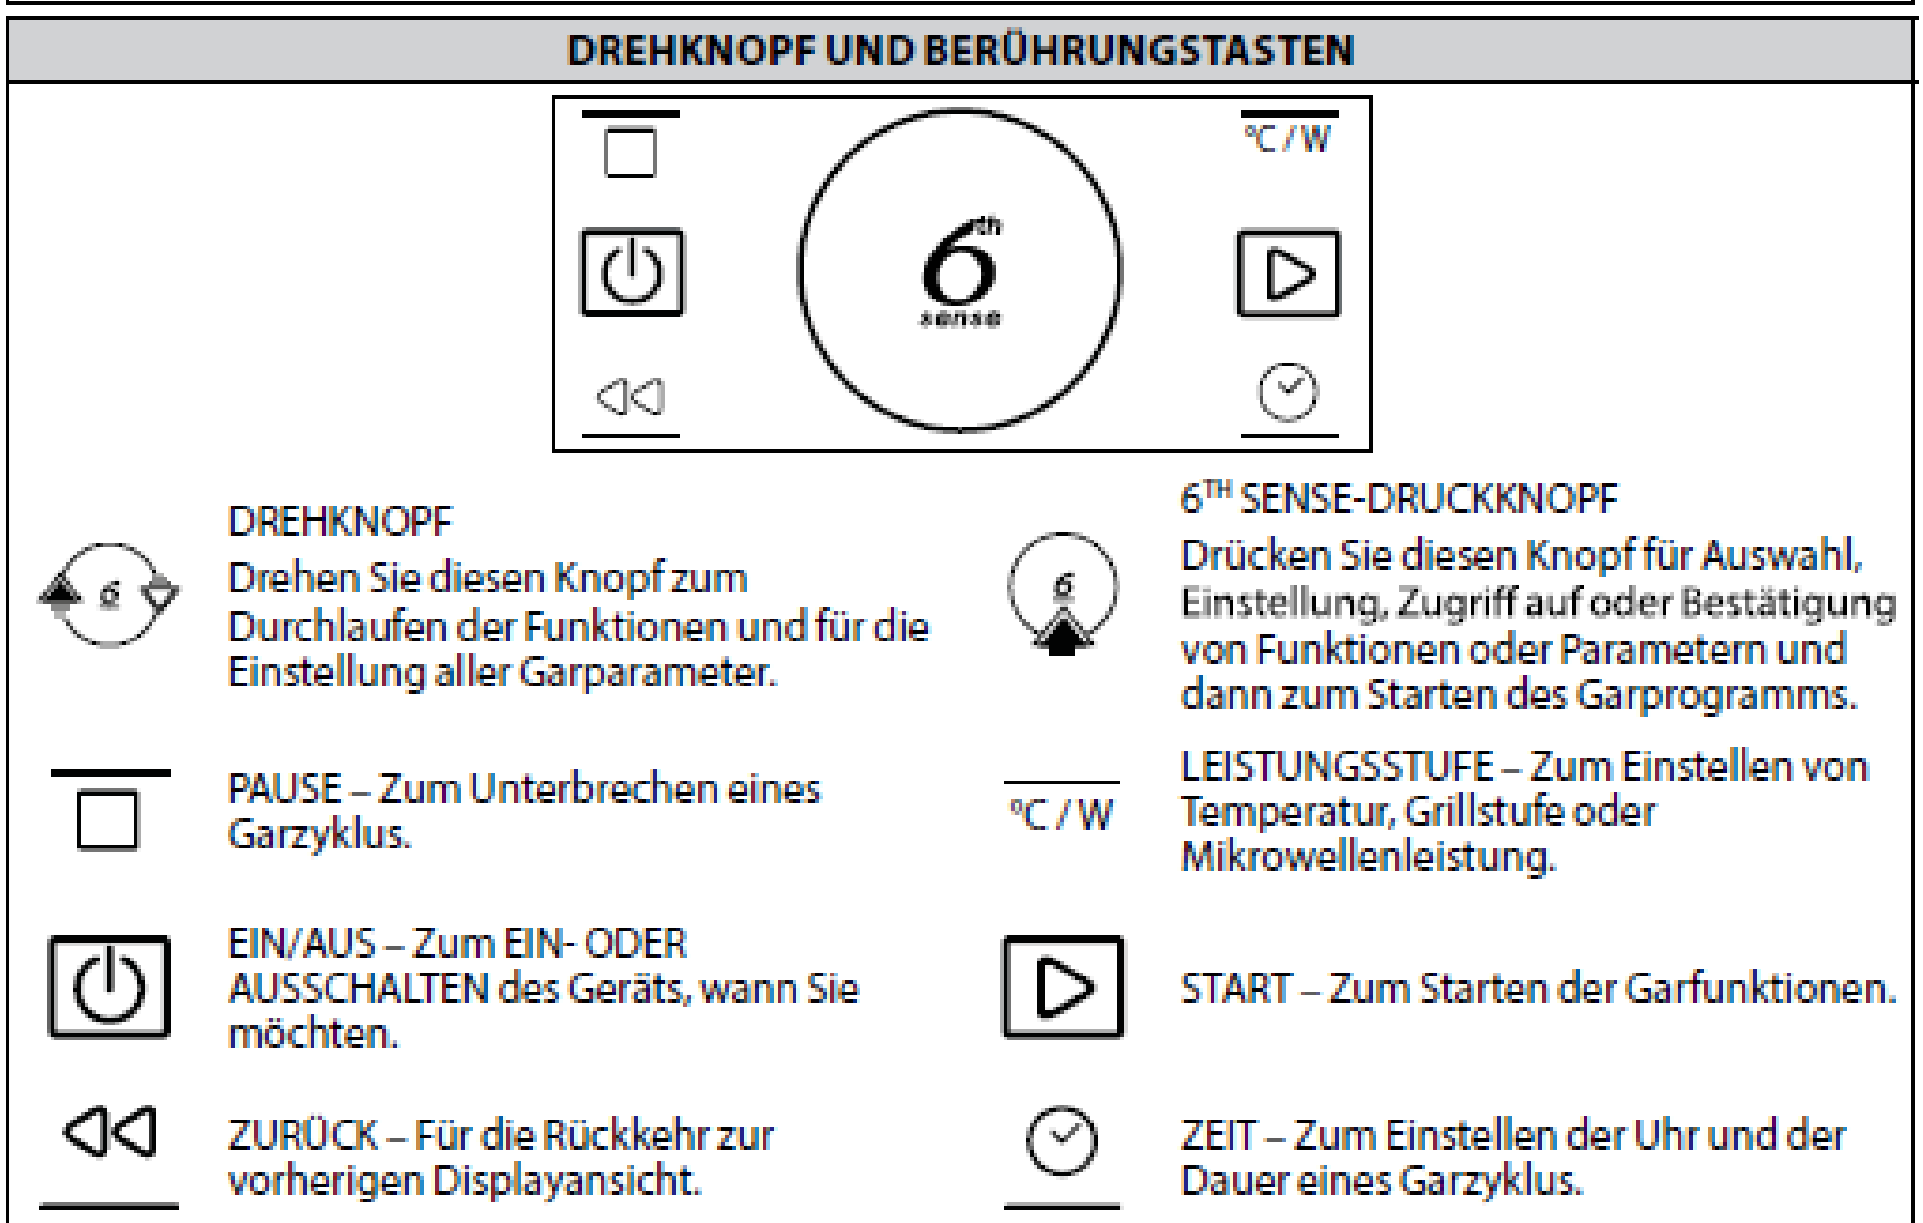 DREHKNOPF UND BERÜHRUNGSTASTEN
°C / W
6th
sense
DREHKNOPF
Drehen Sie diesen Knopf zum
Durchlaufen der Funktionen und für die
Einstellung aller Garparameter.
6
6TH SENSE-DRUCKKNOPF
Drücken Sie diesen Knopf für Auswahl,
Einstellung, Zugriff auf oder Bestätigung
von Funktionen oder Parametern und
dann zum Starten des Garprogramms.
6
PAUSE – Zum Unterbrechen eines
Garzyklus.
°C / W
LEISTUNGSSTUFE – Zum Einstellen von
Temperatur, Grillstufe oder
Mikrowellenleistung.
EIN/AUS – Zum EIN- ODER
AUSSCHALTEN des Geräts, wann Sie
möchten.
START – Zum Starten der Garfunktionen.
ZURÜCK – Für die Rückkehr zur
vorherigen Displayansicht.
ZEIT – Zum Einstellen der Uhr und der
Dauer eines Garzyklus.